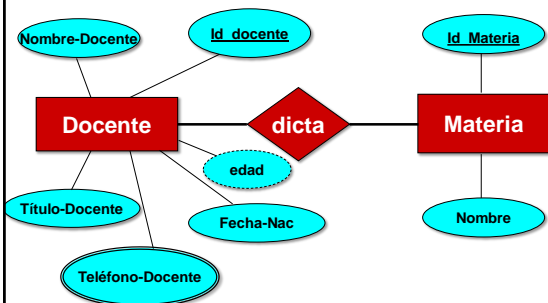 Nombre-Docente
Id_docente
Id_Materia
Docente
dicta
Materia
edad
Título-Docente
Fecha-Nac
Nombre
Teléfono-Docente